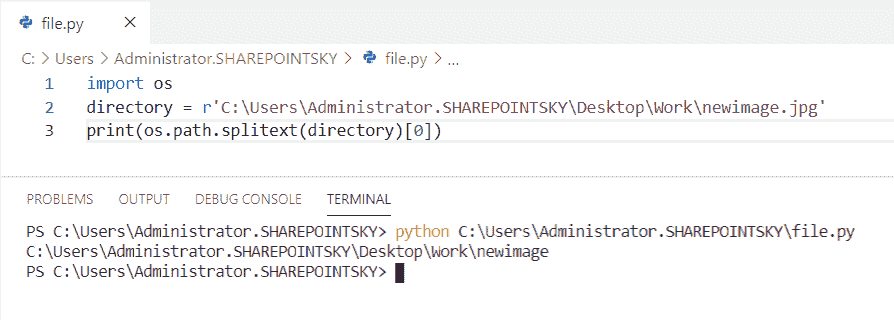 file.py
C: > Users > Administrator.SHAREPOINTSKY > file.py > ...
1 import os
2 directory = r'C:\Users\Administrator.SHAREPOINTSKY\Desktop\Work\newimage.jpg'
3 print(os.path.splitext(directory)[0])
PROBLEMS OUTPUT DEBUG CONSOLE TERMINAL
PS C:\Users\Administrator.SHAREPOINTSKY> python C:\Users\Administrator.SHAREPOINTSKY\file.py
C:\Users\Administrator.SHAREPOINTSKY\Desktop\Work\newimage
PS C:\Users\Administrator.SHAREPOINTSKY>